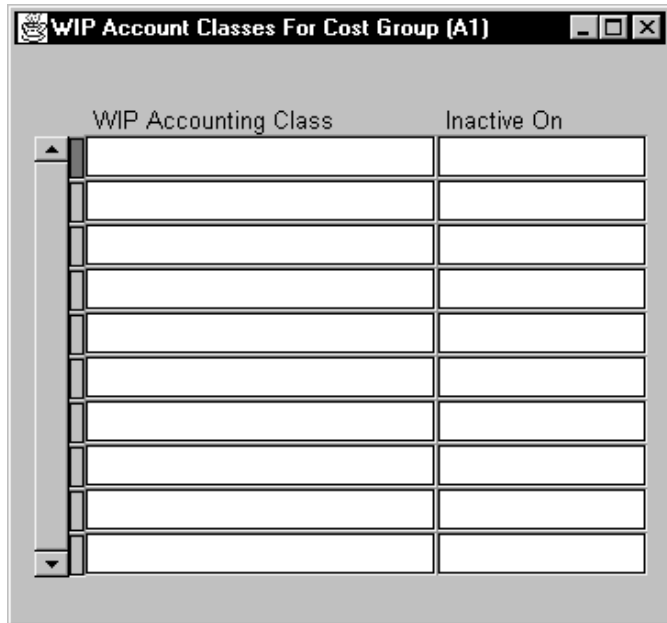 WIP Account Classes For Cost Group (A1)
WIP Accounting Class Inactive On